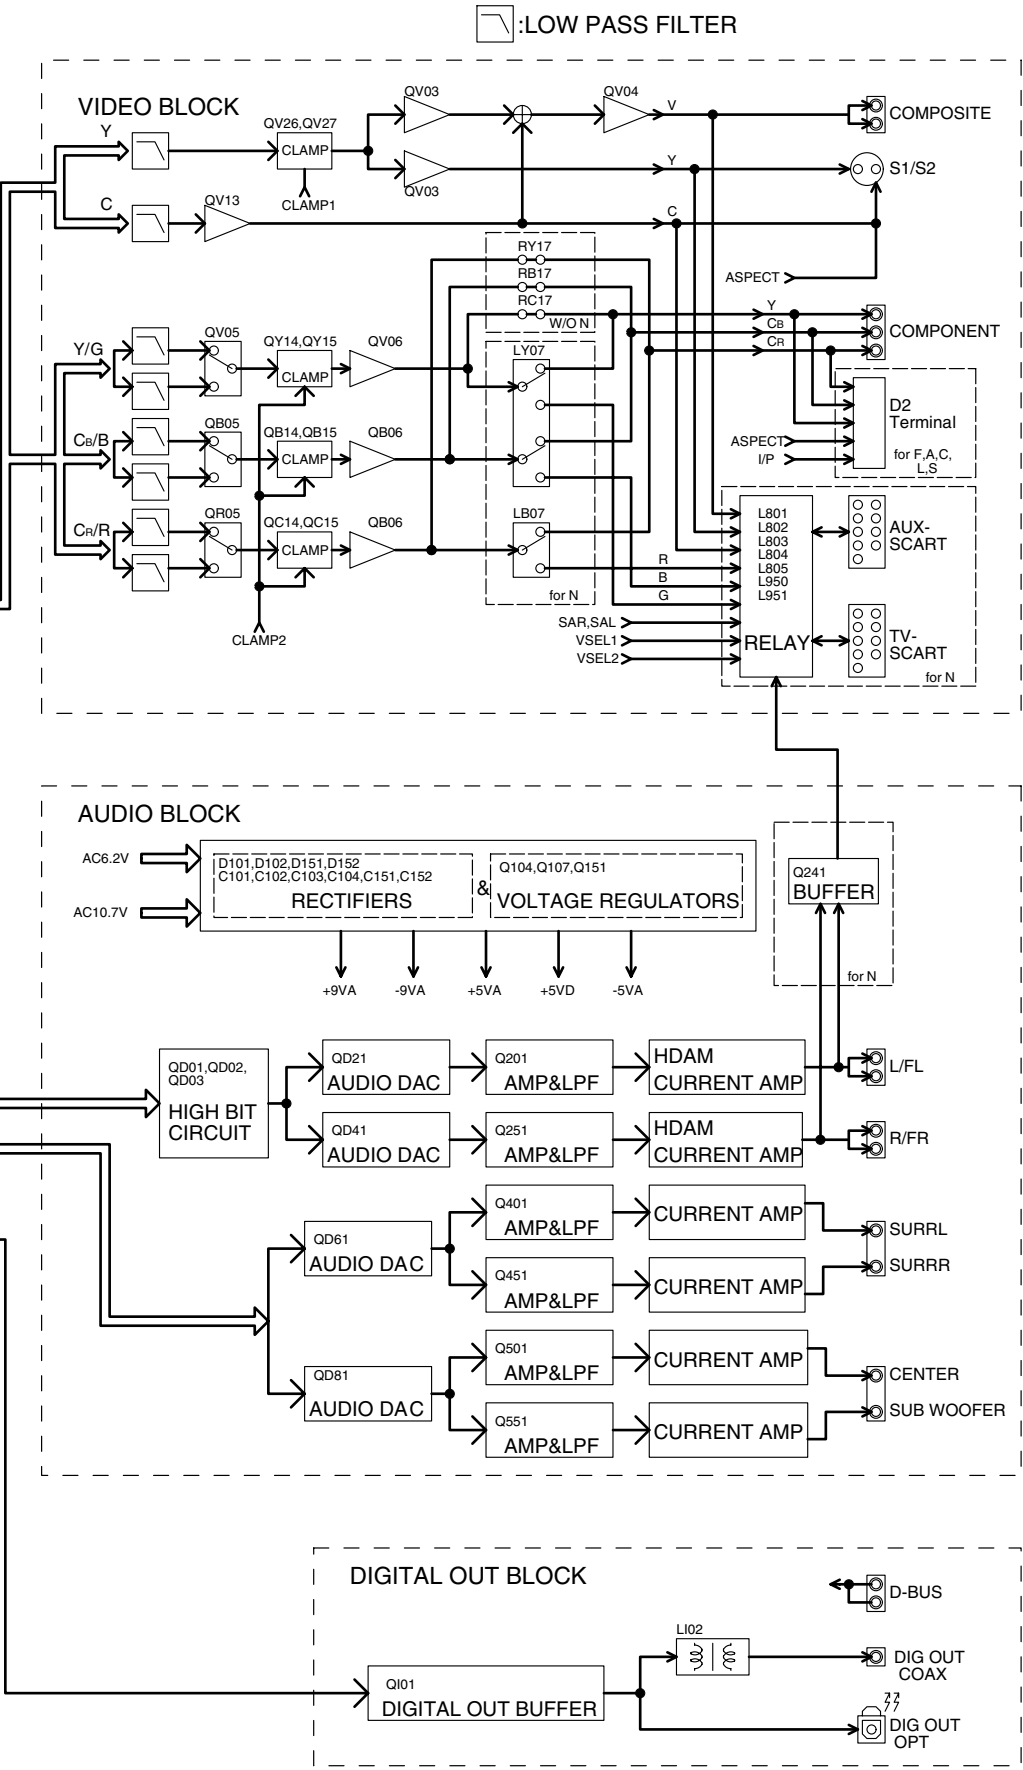 :LOW PASS FILTER
VIDEO BLOCK
Y
QV26,QV27
CLAMP
CLAMP1
QV03
QV03
QV04
V
COMPOSITE
Y
S1/S2
C
QV13
C
ASPECT
RY17
RB17
RC17
W/O N
Y
CB
CR
COMPONENT
Y/G
QV05
QY14,QY15
CLAMP
QV06
LY07
D2
Terminal
ASPECT
I/P
for F,A,C,
L,S
CB/B
QB05
QB14,QB15
CLAMP
QB06
CR/R
QR05
QC14,QC15
CLAMP
QB06
LB07
for N
CLAMP2
R
B
G
SAR,SAL
VSEL1
VSEL2
L801
L802
L803
L804
L805
L950
L951
RELAY
AUX-
SCART
TV-
SCART
for N
AUDIO BLOCK
AC6.2V
AC10.7V
D101,D102,D151,D152
C101,C102,C103,C104,C151,C152
RECTIFIERS
&
Q104,Q107,Q151
VOLTAGE REGULATORS
+9VA
-9VA
+5VA
+5VD
-5VA
Q241
BUFFER
for N
QD01,QD02,
QD03
HIGH BIT
CIRCUIT
QD21
AUDIO DAC
Q201
AMP&LPF
HDAM
CURRENT AMP
L/FL
QD41
AUDIO DAC
Q251
AMP&LPF
HDAM
CURRENT AMP
R/FR
QD61
AUDIO DAC
Q401
AMP&LPF
CURRENT AMP
SURRL
Q451
AMP&LPF
CURRENT AMP
SURRR
QD81
AUDIO DAC
Q501
AMP&LPF
CURRENT AMP
CENTER
Q551
AMP&LPF
CURRENT AMP
SUB WOOFER
DIGITAL OUT BLOCK
D-BUS
LI02
DIG OUT
COAX
QI01
DIGITAL OUT BUFFER
DIG OUT
OPT